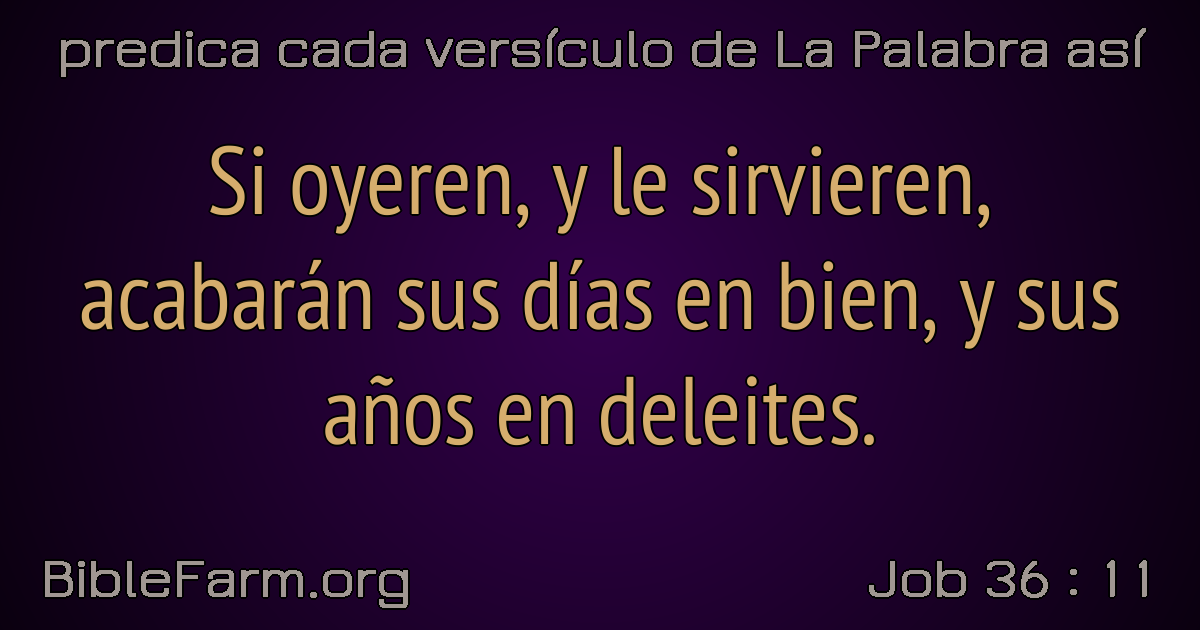 predica cada versículo de La Palabra así
Si oyeren, y le sirvieren,
acabarán sus días en bien, y sus
años en deleites.
BibleFarm.org
Job 36 : 11